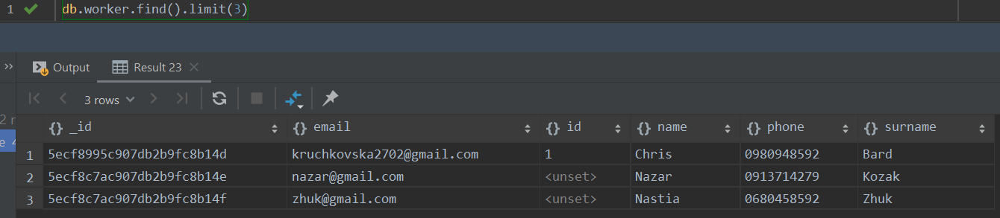 1 db.worker.find().limit(3)
>> Output Result 23
3 rows
2 r
e 4
{} _id {} email {} id {} name {} phone {} surname
1 5ecf8995c907db2b9fc8b14d kruchkovska2702@gmail.com 1 Chris 0980948592 Bard
2 5ecf8c7ac907db2b9fc8b14e nazar@gmail.com <unset> Nazar 0913714279 Kozak
3 5ecf8c7ac907db2b9fc8b14f zhuk@gmail.com <unset> Nastia 0680458592 Zhuk